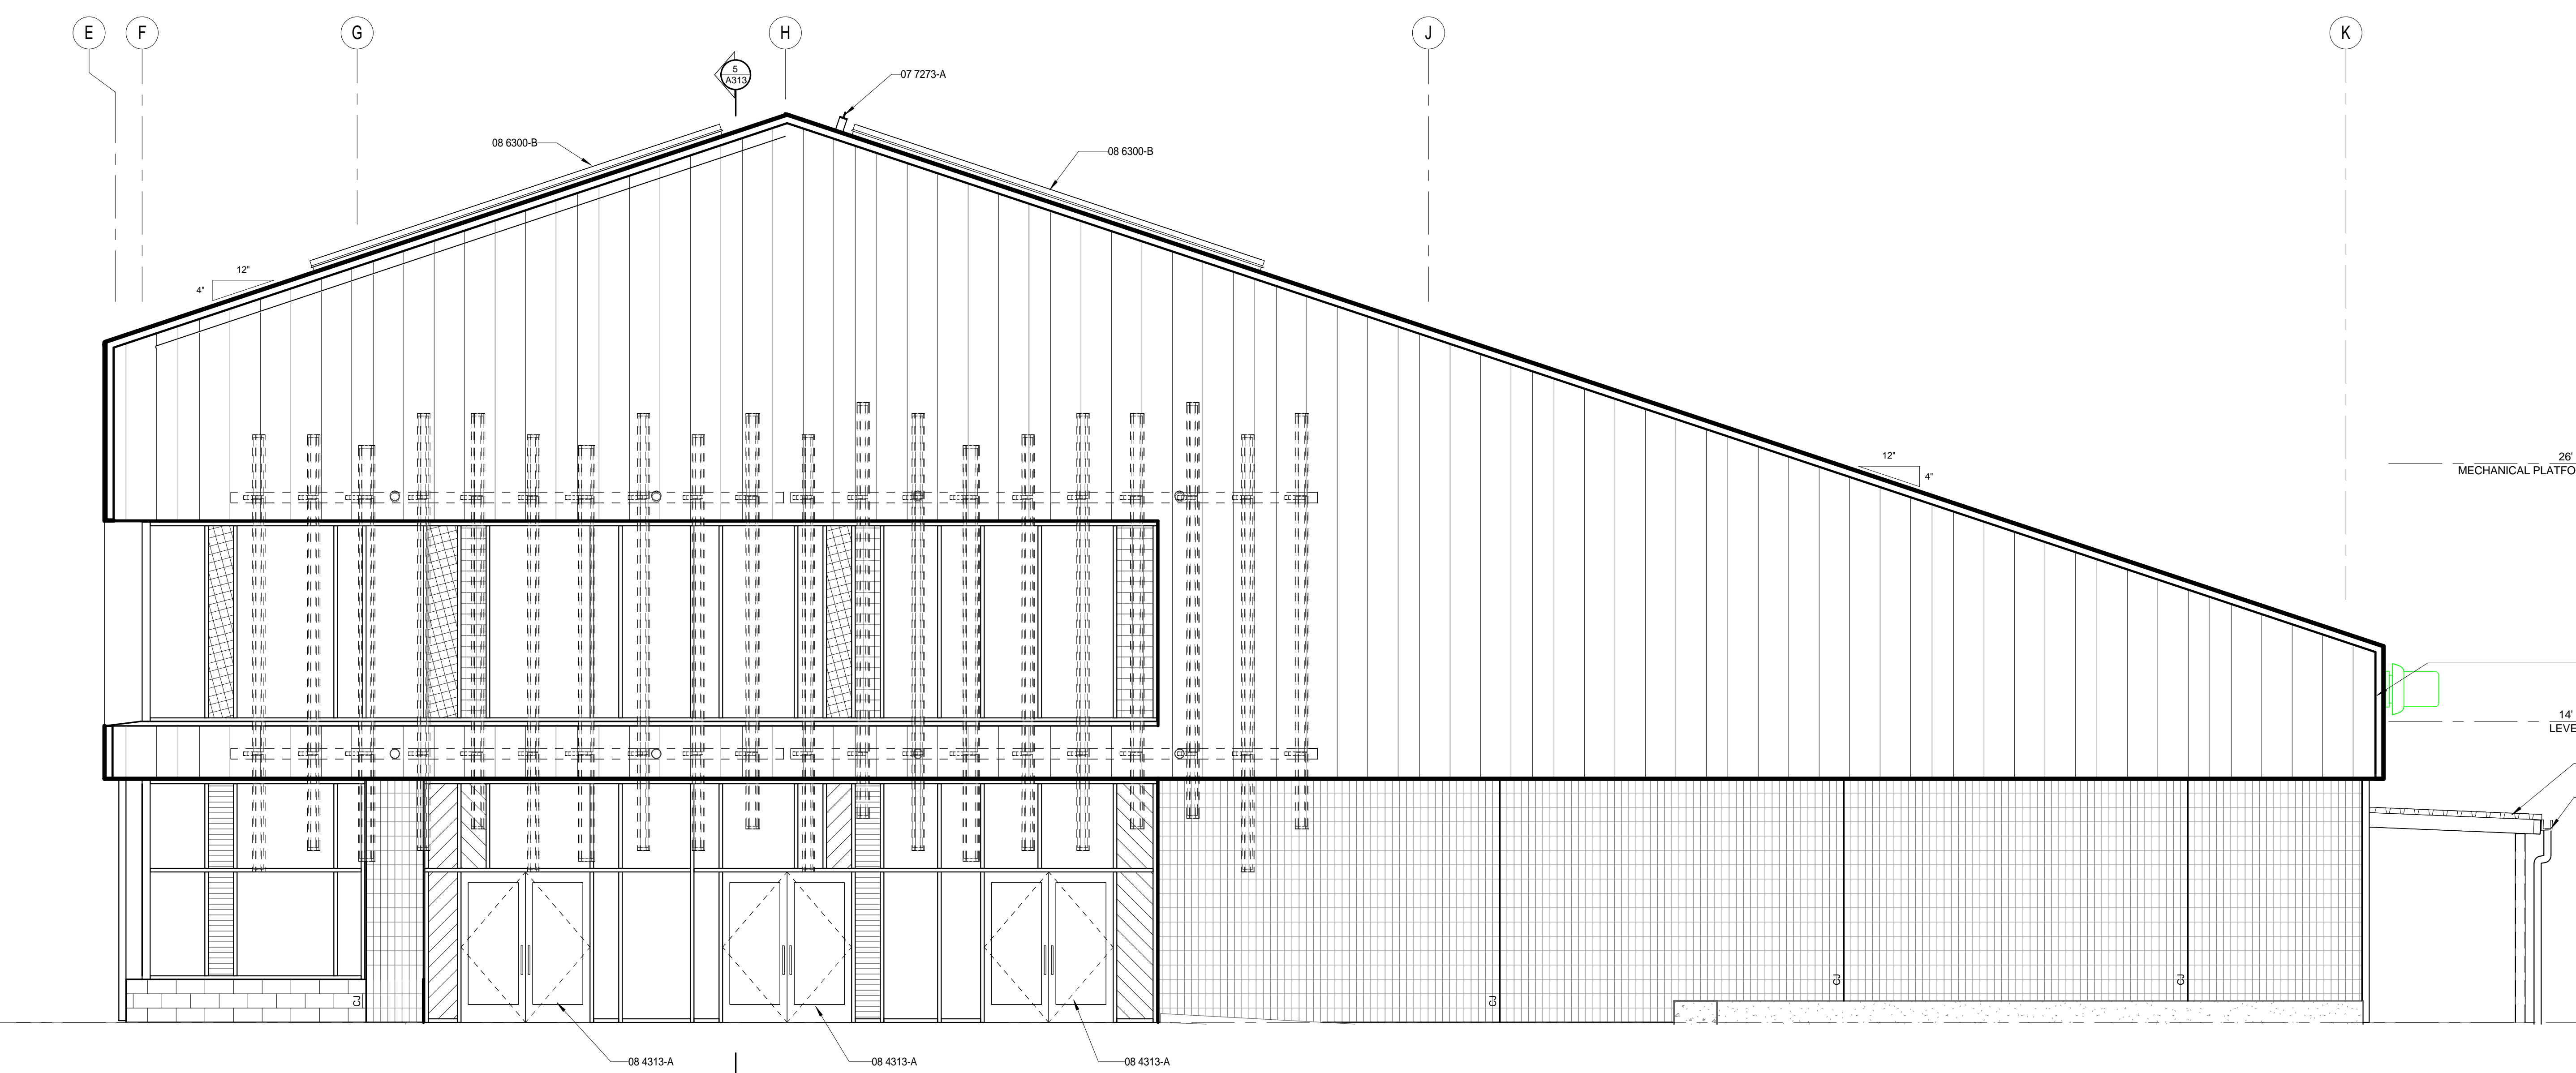 E
F
G
H
J
K
5
A313
07 7273-A
08 6300-B
08 6300-B
12"
4"
12"
4"
26'
MECHANICAL PLATFO
14'
LEVE
CJ
CJ
CJ
CJ
08 4313-A
08 4313-A
08 4313-A